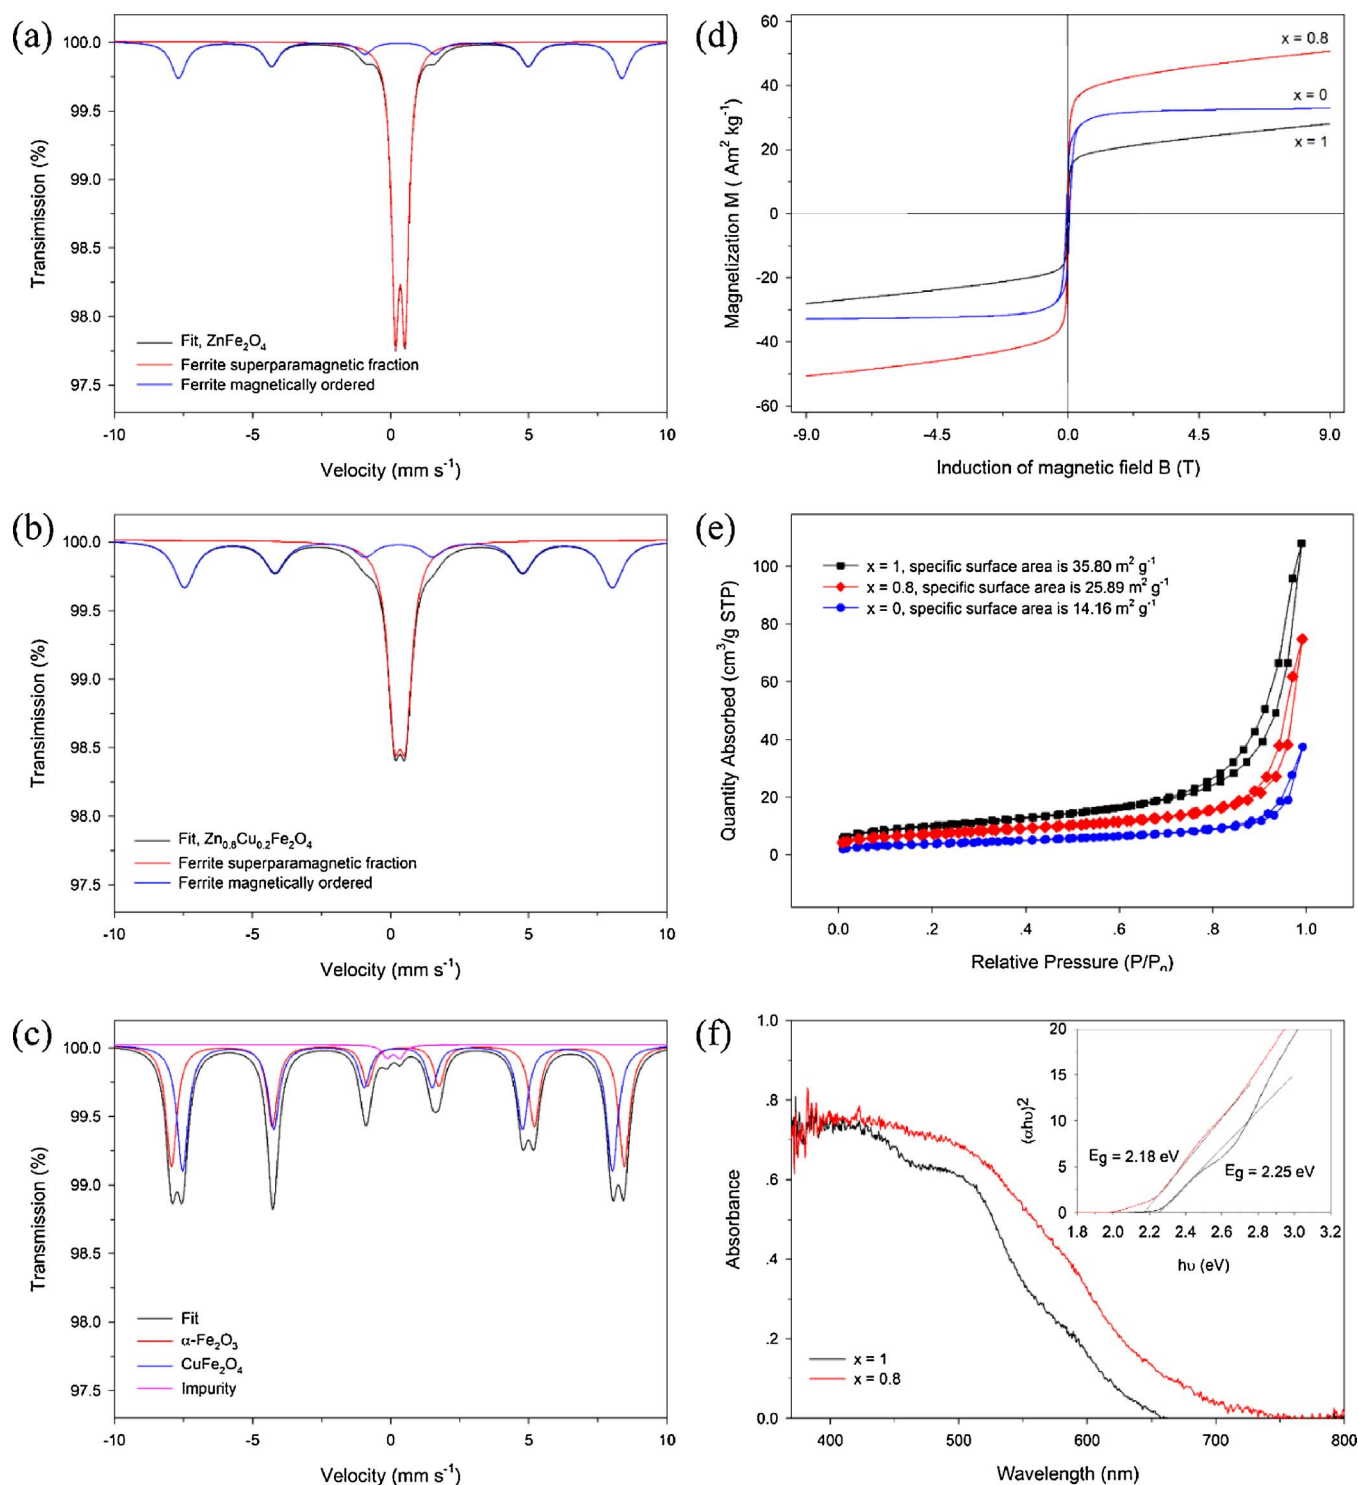 (a)
100.0
99.5
99.0
98.5
98.0
97.5
Transimission (%)
Fit, ZnFe₂O₄
Ferrite superparamagnetic fraction
Ferrite magnetically ordered
-10 -5 0 5 10
Velocity (mm s⁻¹)
(d)
60
40
20
0
-20
-40
-60
Magnetization M ( Am² kg⁻¹)
x = 0.8
x = 0
x = 1
-9.0 -4.5 0.0 4.5 9.0
Induction of magnetic field B (T)
(b)
100.0
99.5
99.0
98.5
98.0
97.5
Transimission (%)
Fit, Zn₀.₈Cu₀.₂Fe₂O₄
Ferrite superparamagnetic fraction
Ferrite magnetically ordered
-10 -5 0 5 10
Velocity (mm s⁻¹)
(e)
100
80
60
40
20
0
Quantity Absorbed (cm³/g STP)
x = 1, specific surface area is 35.80 m² g⁻¹
x = 0.8, specific surface area is 25.89 m² g⁻¹
x = 0, specific surface area is 14.16 m² g⁻¹
0.0 .2 .4 .6 .8 1.0
Relative Pressure (P/P₀)
(c)
100.0
99.5
99.0
98.5
98.0
97.5
Transmission (%)
Fit
α-Fe₂O₃
CuFe₂O₄
Impurity
-10 -5 0 5 10
Velocity (mm s⁻¹)
(f)
1.0
.8
.6
.4
.2
0.0
Absorbance
20
15
10
5
0
(αhυ)²
Eg = 2.18 eV
Eg = 2.25 eV
1.8 2.0 2.2 2.4 2.6 2.8 3.0 3.2
hυ (eV)
x = 1
x = 0.8
400 500 600 700 800
Wavelength (nm)